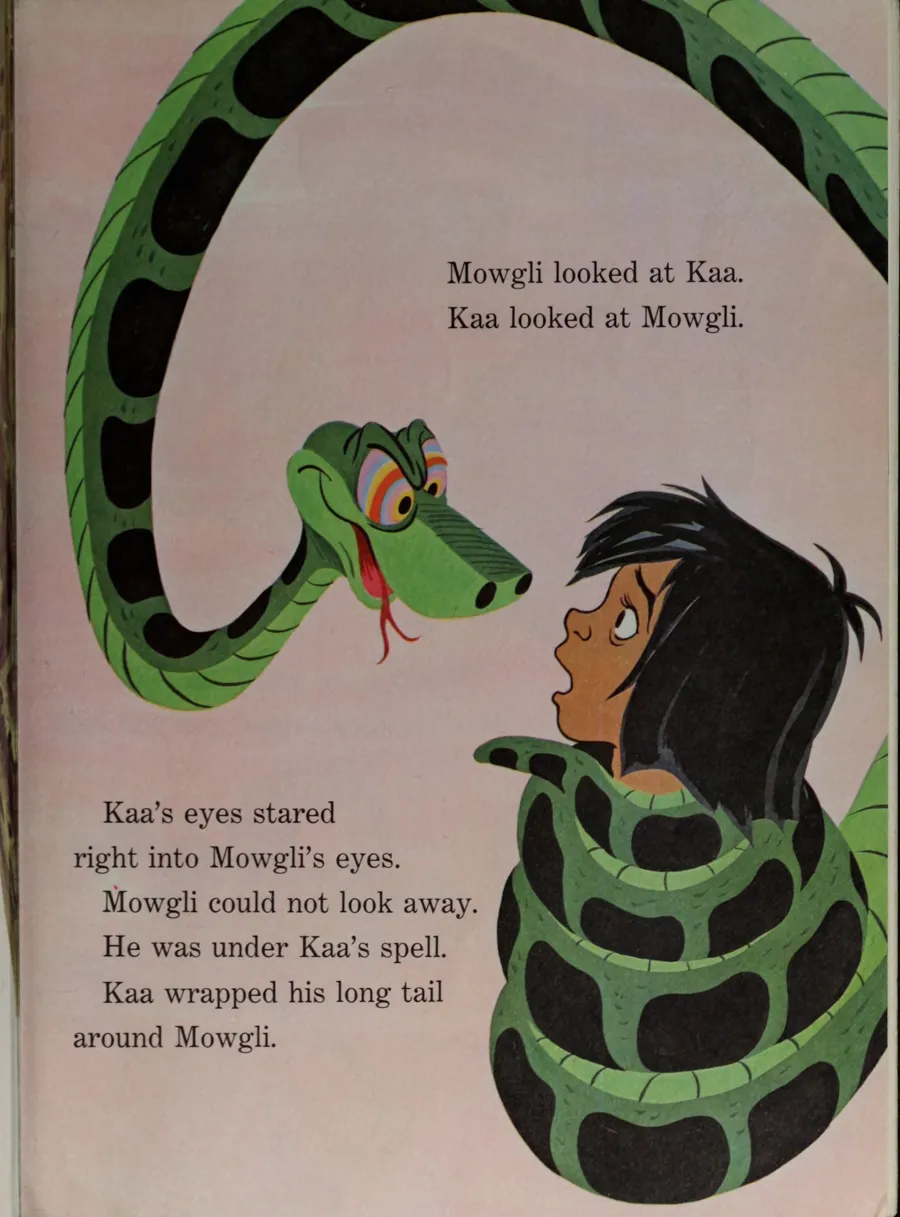 Mowgli looked at Kaa.
Kaa looked at Mowgli.
Kaa's eyes stared
right into Mowgli's eyes.
Mowgli could not look away.
He was under Kaa's spell.
Kaa wrapped his long tail
around Mowgli.